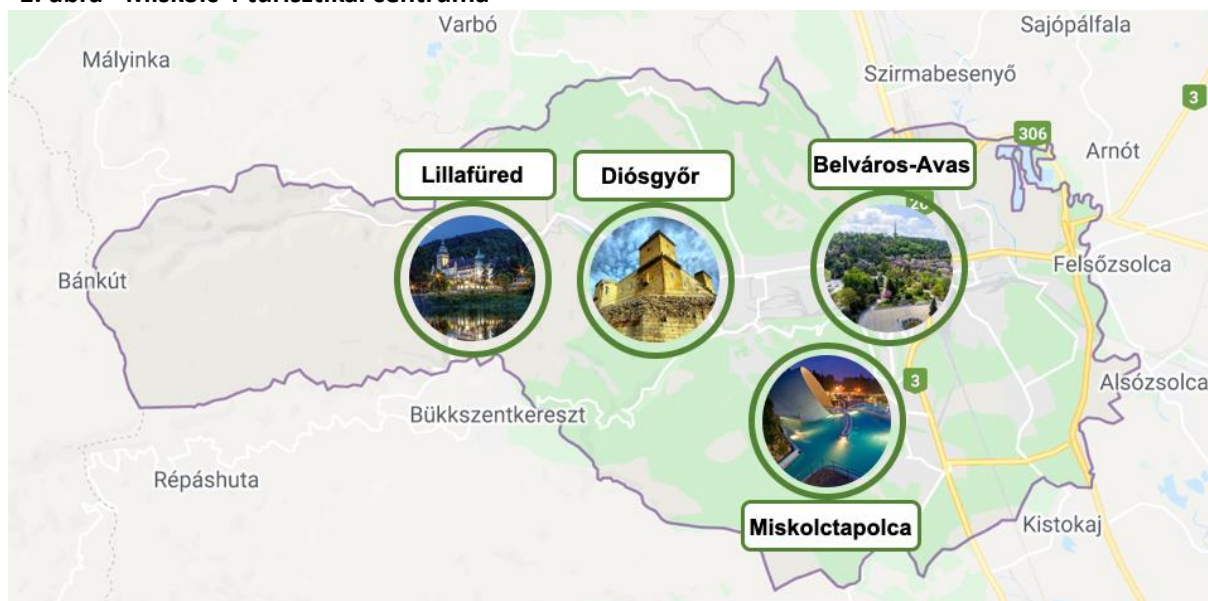 Varbó
Sajópálfala
Mályinka
Szirmabesenyő
3
306
Arnót
Lillafüred
Diósgyőr
Belváros-Avas
26
Bánkút
Felsőzsolca
3
Alsózsolca
Bükkszentkereszt
Répáshuta
Miskolctapolca
Kistokaj